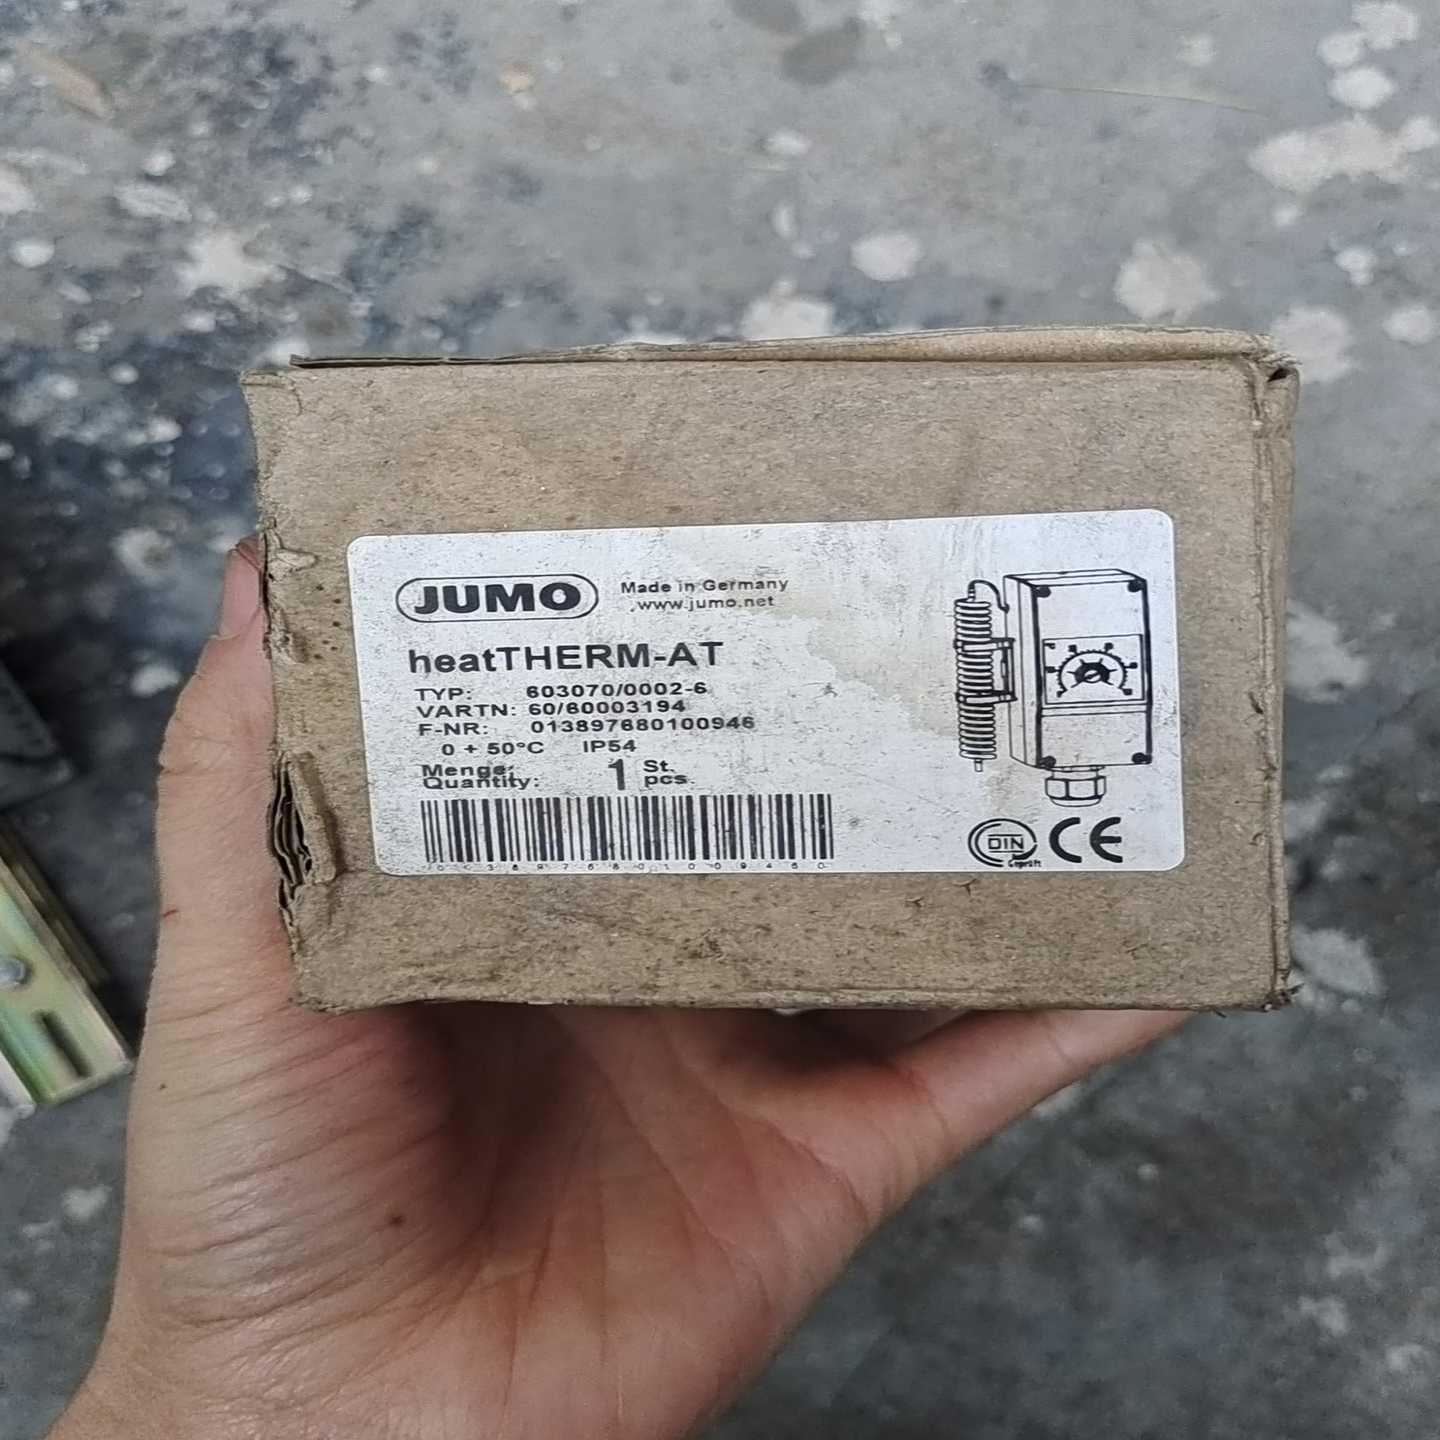 JUMO
Made in Germany
www.jumo.net
heatTHERM-AT
TYP: 603070/0002-6
VARTN: 60/60003194
F-NR: 013897680100946
0 + 50°C IP54
Menge:
Quantity:
1 St.
pcs.
DIN
Geprüft
CE